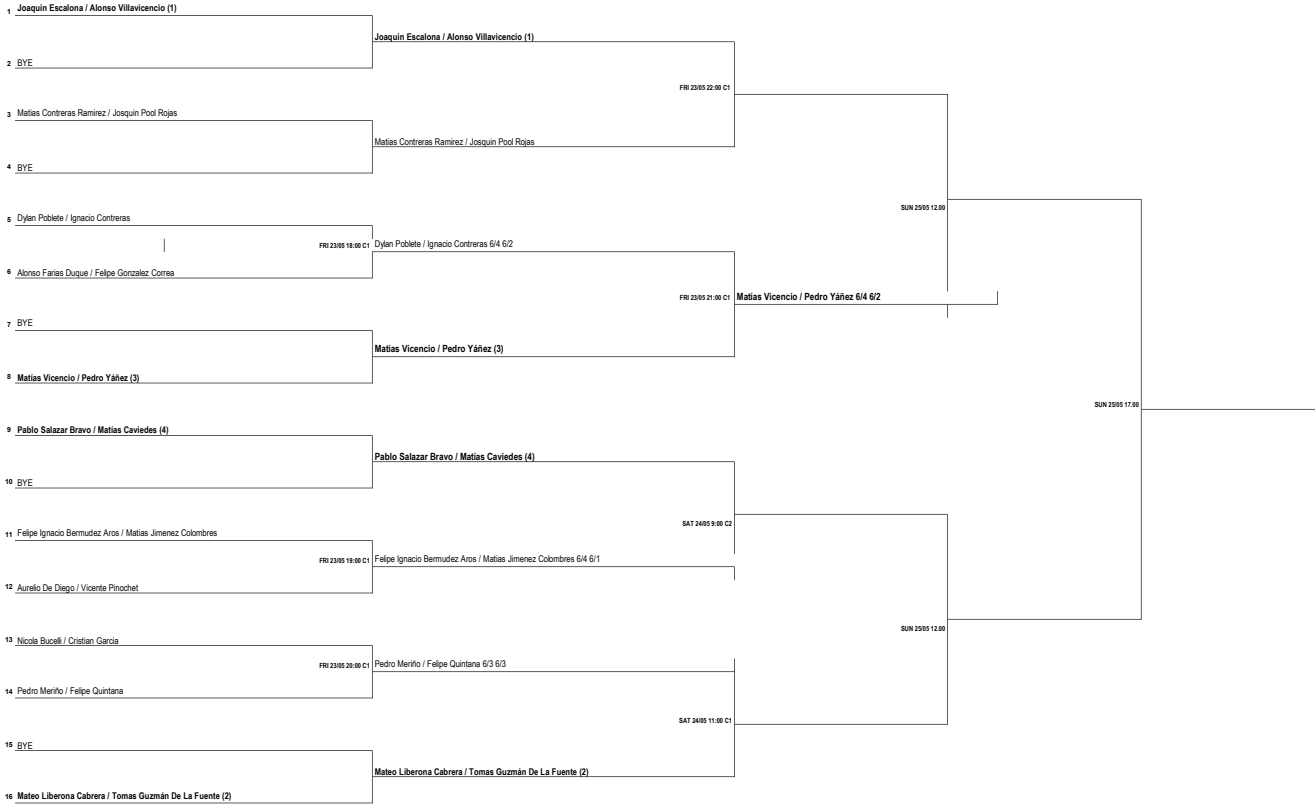 1 Joaquin Escalona / Alonso Villavicencio (1)
Joaquin Escalona / Alonso Villavicencio (1)
2 BYE
FRI 23/05 22:00 C1
3 Matias Contreras Ramirez / Josquin Pool Rojas
Matias Contreras Ramirez / Josquin Pool Rojas
4 BYE
SUN 25/05 12.00
5 Dylan Poblete / Ignacio Contreras
FRI 23/05 18:00 C1 Dylan Poblete / Ignacio Contreras 6/4 6/2
6 Alonso Farias Duque / Felipe Gonzalez Correa
FRI 23/05 21:00 C1 Matías Vicencio / Pedro Yáñez 6/4 6/2
7 BYE
Matías Vicencio / Pedro Yáñez (3)
8 Matías Vicencio / Pedro Yáñez (3)
SUN 25/05 17.00
9 Pablo Salazar Bravo / Matías Caviedes (4)
Pablo Salazar Bravo / Matías Caviedes (4)
10 BYE
SAT 24/05 9:00 C2
11 Felipe Ignacio Bermudez Aros / Matias Jimenez Colombres
FRI 23/05 19:00 C1 Felipe Ignacio Bermudez Aros / Matias Jimenez Colombres 6/4 6/1
12 Aurelio De Diego / Vicente Pinochet
SUN 25/05 12.00
13 Nicola Bucelli / Cristian Garcia
FRI 23/05 20:00 C1 Pedro Meriño / Felipe Quintana 6/3 6/3
14 Pedro Meriño / Felipe Quintana
SAT 24/05 11:00 C1
15 BYE
Mateo Liberona Cabrera / Tomas Guzmán De La Fuente (2)
16 Mateo Liberona Cabrera / Tomas Guzmán De La Fuente (2)